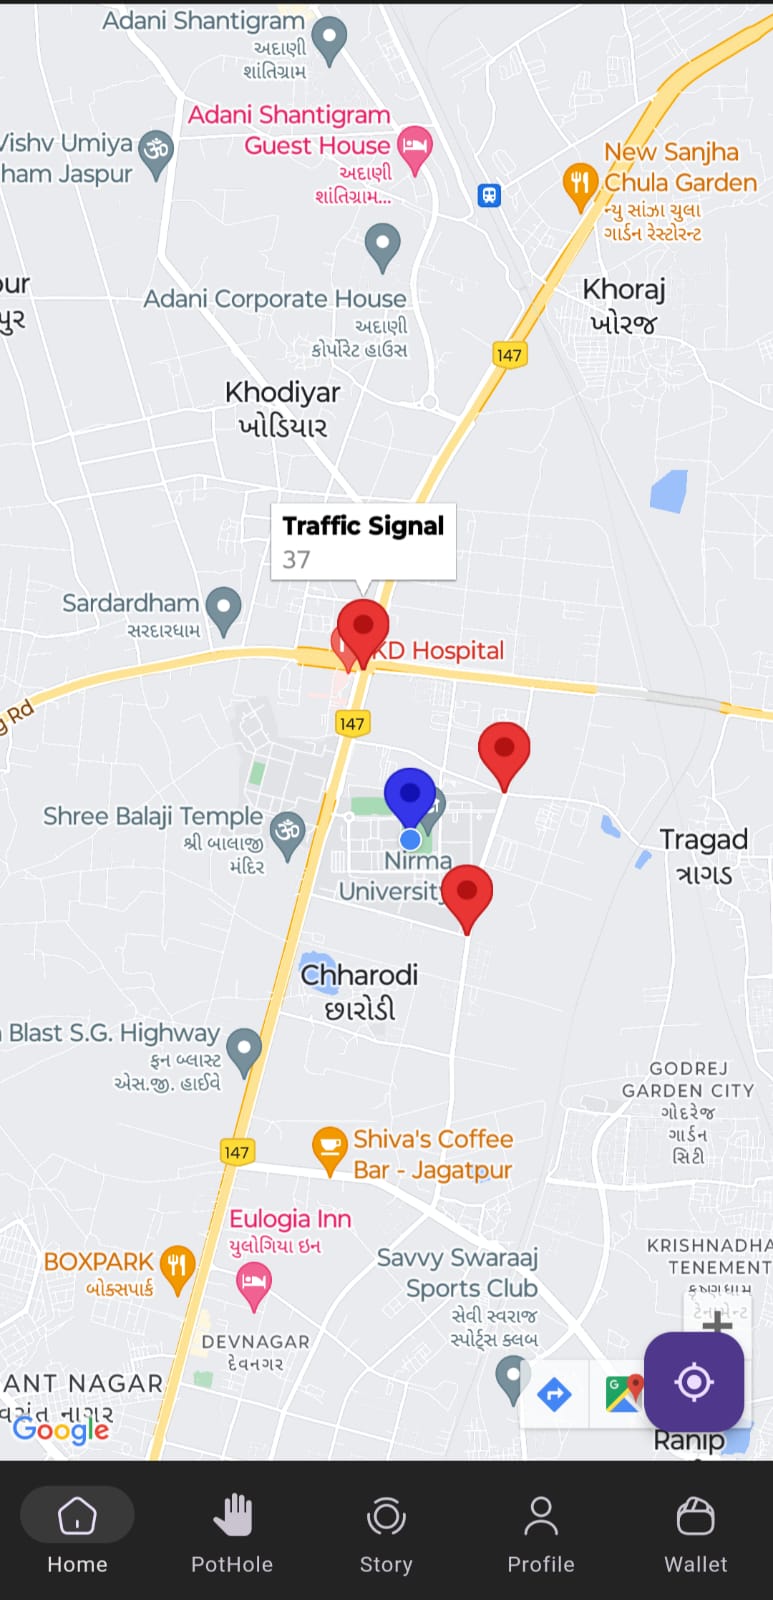 Adani Shantigram
અદાણી
શાંતિગ્રામ
Adani Shantigram
Guest House
અદાણી
શાંતિગ્રામ...
Vishv Umiya
ham Jaspur
New Sanjha
Chula Garden
ન્યુ સાંઝા ચુલા
ગાર્ડન રેસ્ટોરન્ટ
Adani Corporate House
અદાણી
કોર્પોરેટ હાઉસ
Khoraj
ખોરજ
147
Khodiyar
ખોડિયાર
Traffic Signal
37
Sardardham
સરદારધામ
KD Hospital
g Rd
147
Shree Balaji Temple
શ્રી બાલાજી
મંદિર
Nirma
University
Tragad
ત્રાગડ
Chharodi
છારોડી
Blast S.G. Highway
ફન બ્લાસ્ટ
એસ.જી. હાઈવે
GODREJ
GARDEN CITY
ગોદરેજ
ગાર્ડન
સિટી
147
Shiva's Coffee
Bar - Jagatpur
Eulogia Inn
યુલોગિયા ઇન
BOXPARK
બોક્સપાર્ક
Savvy Swaraaj
Sports Club
સેવી સ્વરાજ
સ્પોર્ટ્સ ક્લબ
KRISHNADHA
TENEMENT
DEVNAGAR
દેવનગર
ANT NAGAR
Google
Ranip
Home
PotHole
Story
Profile
Wallet